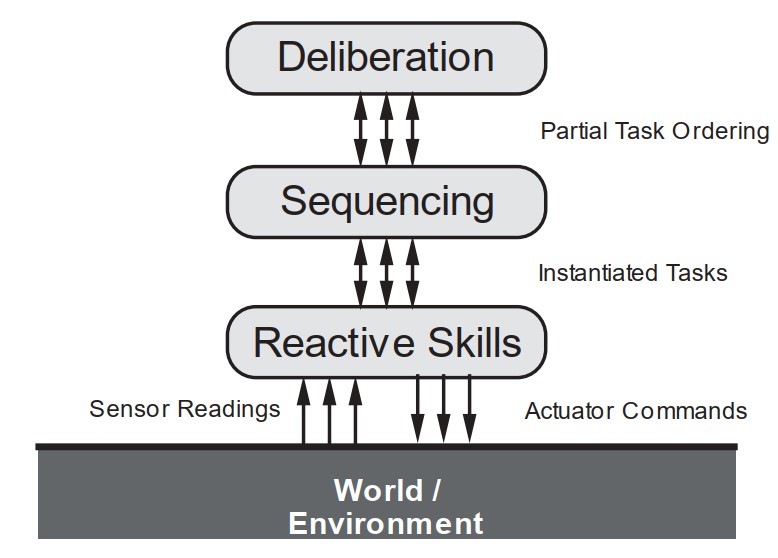 Deliberation
Partial Task Ordering
Sequencing
Instantiated Tasks
Reactive Skills
Sensor Readings
Actuator Commands
World /
Environment